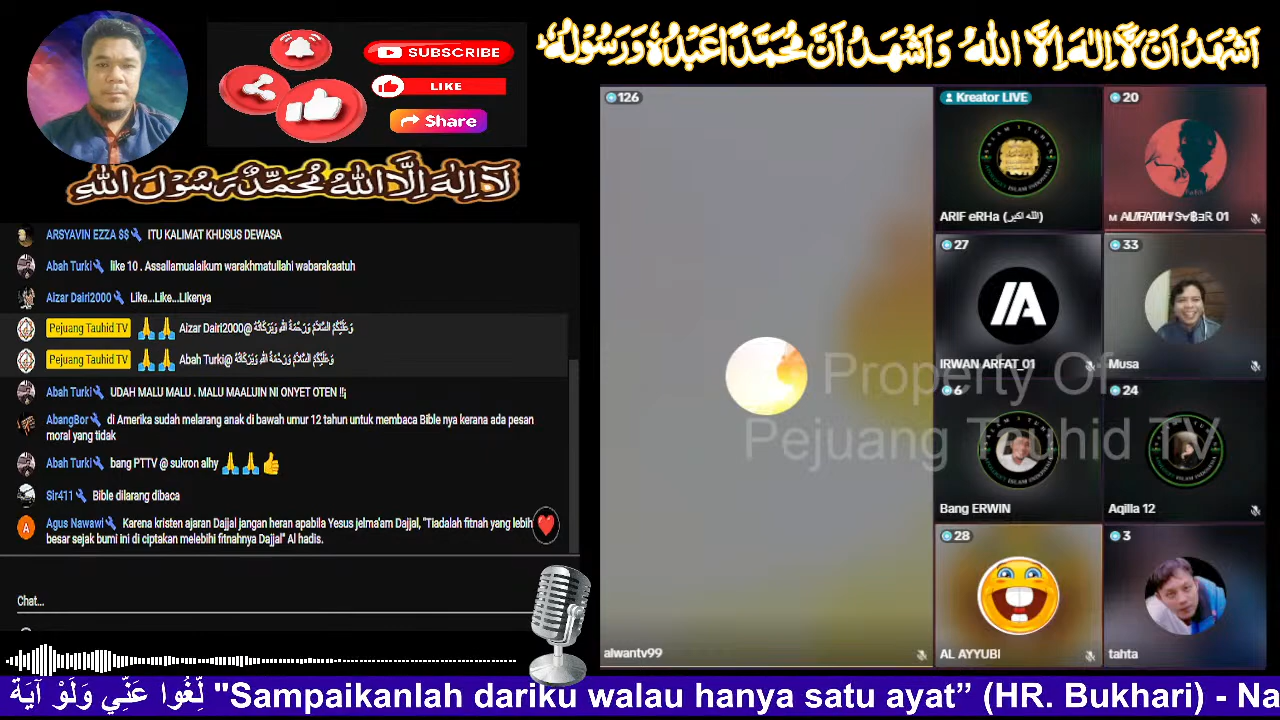 SUBSCRIBE
LIKE
Share
لَآ اِلٰهَ اِلَّا اللهُ مُحَمَّدٌ رَسُوْلُ اللهِ
اَشْهَدُ اَنْ لَّا اِلٰهَ اِلَّا اللهُ وَاَشْهَدُ اَنَّ مُحَمَّدًا عَبْدُهُ وَرَسُوْلُهُ
ARSYAVIN EZZA $$ ITU KALIMAT KHUSUS DEWASA
Abah Turki like 10 . Assallamualaikum warakhmatullahi wabarakaatuh
Aizar Dairi2000 Like...Like...LIkenya
Pejuang Tauhid TV 🙏 🙏 Aizar Dairi2000@ وَعَلَيْكُمُ السَّلَامُ وَرَحْمَةُ اللهِ وَبَرَكَاتُهُ
Pejuang Tauhid TV 🙏 🙏 Abah Turki@ وَعَلَيْكُمُ السَّلَامُ وَرَحْمَةُ اللهِ وَبَرَكَاتُهُ
Abah Turki UDAH MALU MALU . MALU MAALUIN NI ONYET OTEN !!¡
AbangBor di Amerika sudah melarang anak di bawah umur 12 tahun untuk membaca Bible nya kerana ada pesan
moral yang tidak
Abah Turki bang PTTV @ sukron alhy 🙏 🙏 👍
Sir411 Bible dilarang dibaca
A Agus Nawawi Karena kristen ajaran Dajjal jangan heran apabila Yesus jelma'am Dajjal, "Tiadalah fitnah yang lebih
besar sejak bumi ini di ciptakan melebihi fitnahnya Dajjal" Al hadis.
Chat...
126
alwantv99
Kreator LIVE
ARIF eRHa (الله اكبر)
20
27
IRWAN ARFAT_01
33
Musa
6
Bang ERWIN
24
Aqilla 12
28
AL AYYUBI
3
tahta
Property Of
Pejuang Tauhid TV
لِّغُوا عَنِّي وَلَوْ آيَةً "Sampaikanlah dariku walau hanya satu ayat” (HR. Bukhari) - Na